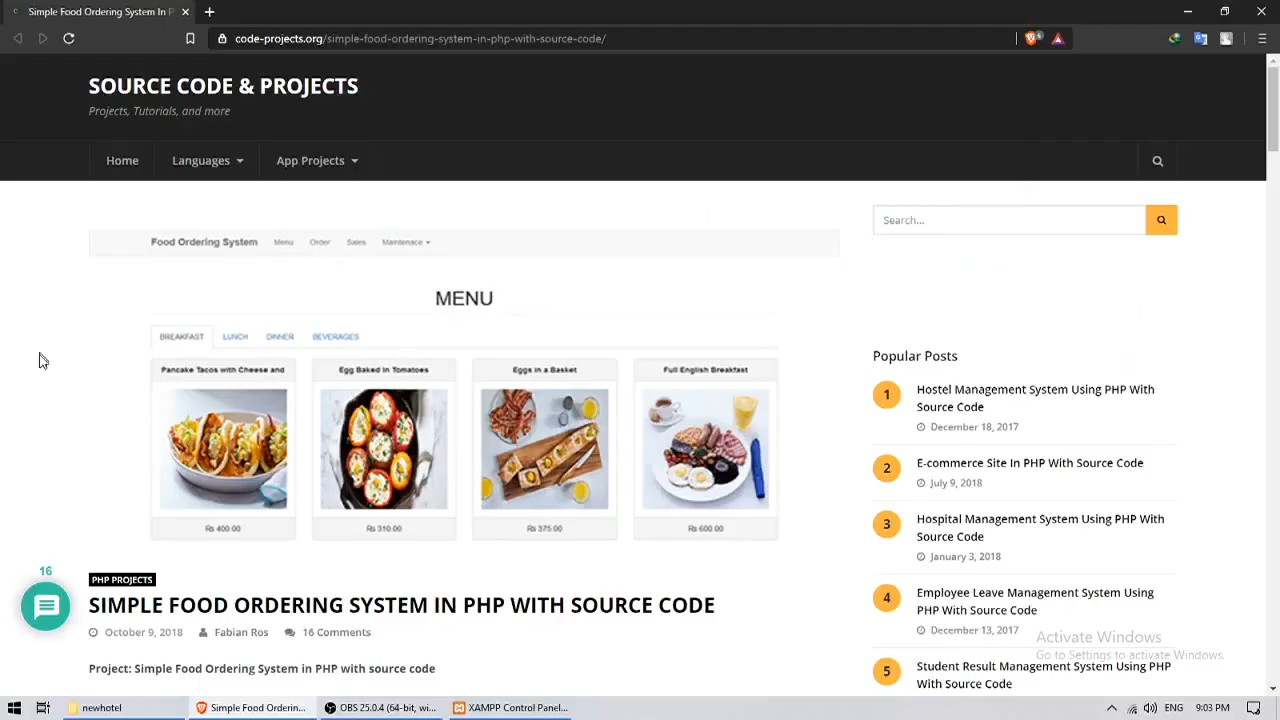 Simple Food Ordering System In P
code-projects.org/simple-food-ordering-system-in-php-with-source-code/
SOURCE CODE & PROJECTS
Projects, Tutorials, and more
Home
Languages
App Projects
Search...
Food Ordering System
Menu
Order
Sales
Maintenace
MENU
BREAKFAST
LUNCH
DINNER
BEVERAGES
Pancake Tacos with Cheese and
Egg Baked in Tomatoes
Eggs in a Basket
Full English Breakfast
Rs 400.00
Rs 310.00
Rs 375.00
Rs 600.00
Popular Posts
1
Hostel Management System Using PHP With
Source Code
December 18, 2017
2
E-commerce Site In PHP With Source Code
July 9, 2018
3
Hospital Management System Using PHP With
Source Code
January 3, 2018
4
Employee Leave Management System Using
PHP With Source Code
December 13, 2017
5
Student Result Management System Using PHP
With Source Code
16
PHP PROJECTS
SIMPLE FOOD ORDERING SYSTEM IN PHP WITH SOURCE CODE
October 9, 2018
Fabian Ros
16 Comments
Project: Simple Food Ordering System in PHP with source code
Activate Windows
Go to Settings to activate Windows.
newhotel
Simple Food Orderin...
OBS 25.0.4 (64-bit, wi...
XAMPP Control Panel...
ENG
9:03 PM